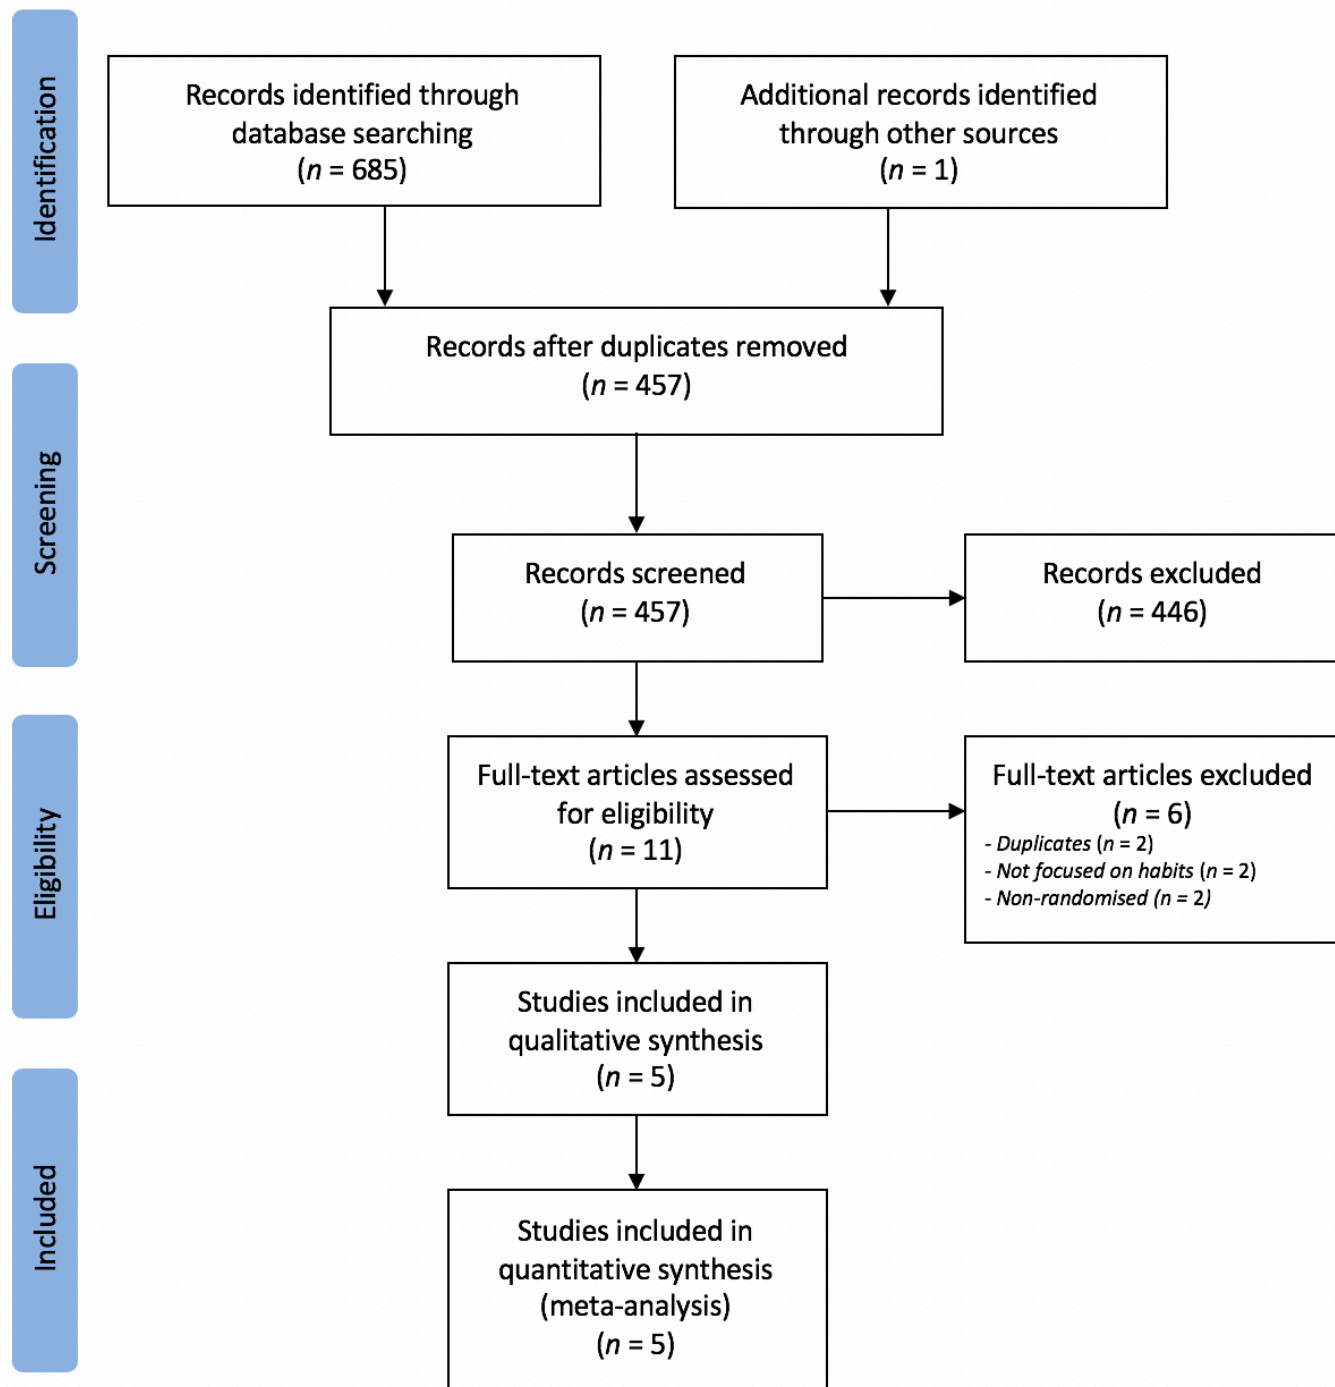 Identification
Records identified through
database searching
(n = 685)
Additional records identified
through other sources
(n = 1)
Records after duplicates removed
(n = 457)
Screening
Records screened
(n = 457)
Records excluded
(n = 446)
Eligibility
Full-text articles assessed
for eligibility
(n = 11)
Full-text articles excluded
(n = 6)
- Duplicates (n = 2)
- Not focused on habits (n = 2)
- Non-randomised (n = 2)
Studies included in
qualitative synthesis
(n = 5)
Included
Studies included in
quantitative synthesis
(meta-analysis)
(n = 5)